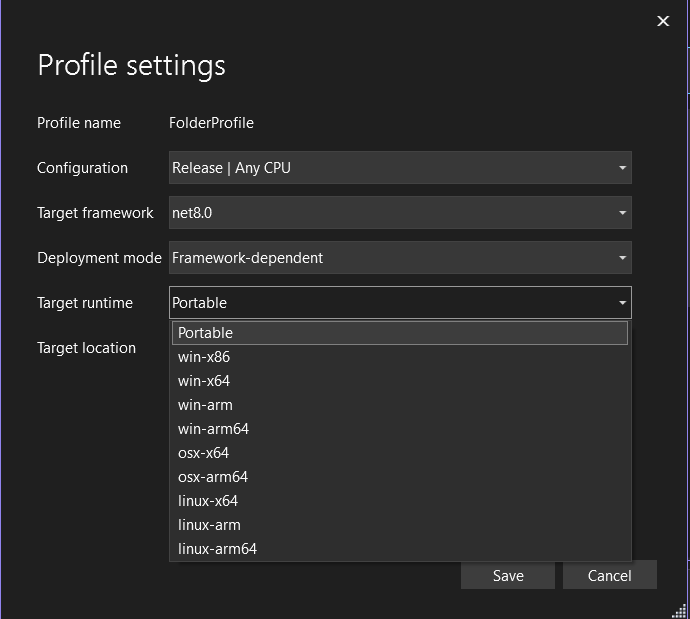 Profile settings
Profile name FolderProfile
Configuration Release | Any CPU
Target framework net8.0
Deployment mode Framework-dependent
Target runtime Portable
Portable
Target location
win-x86
win-x64
win-arm
win-arm64
osx-x64
osx-arm64
linux-x64
linux-arm
linux-arm64
Save Cancel